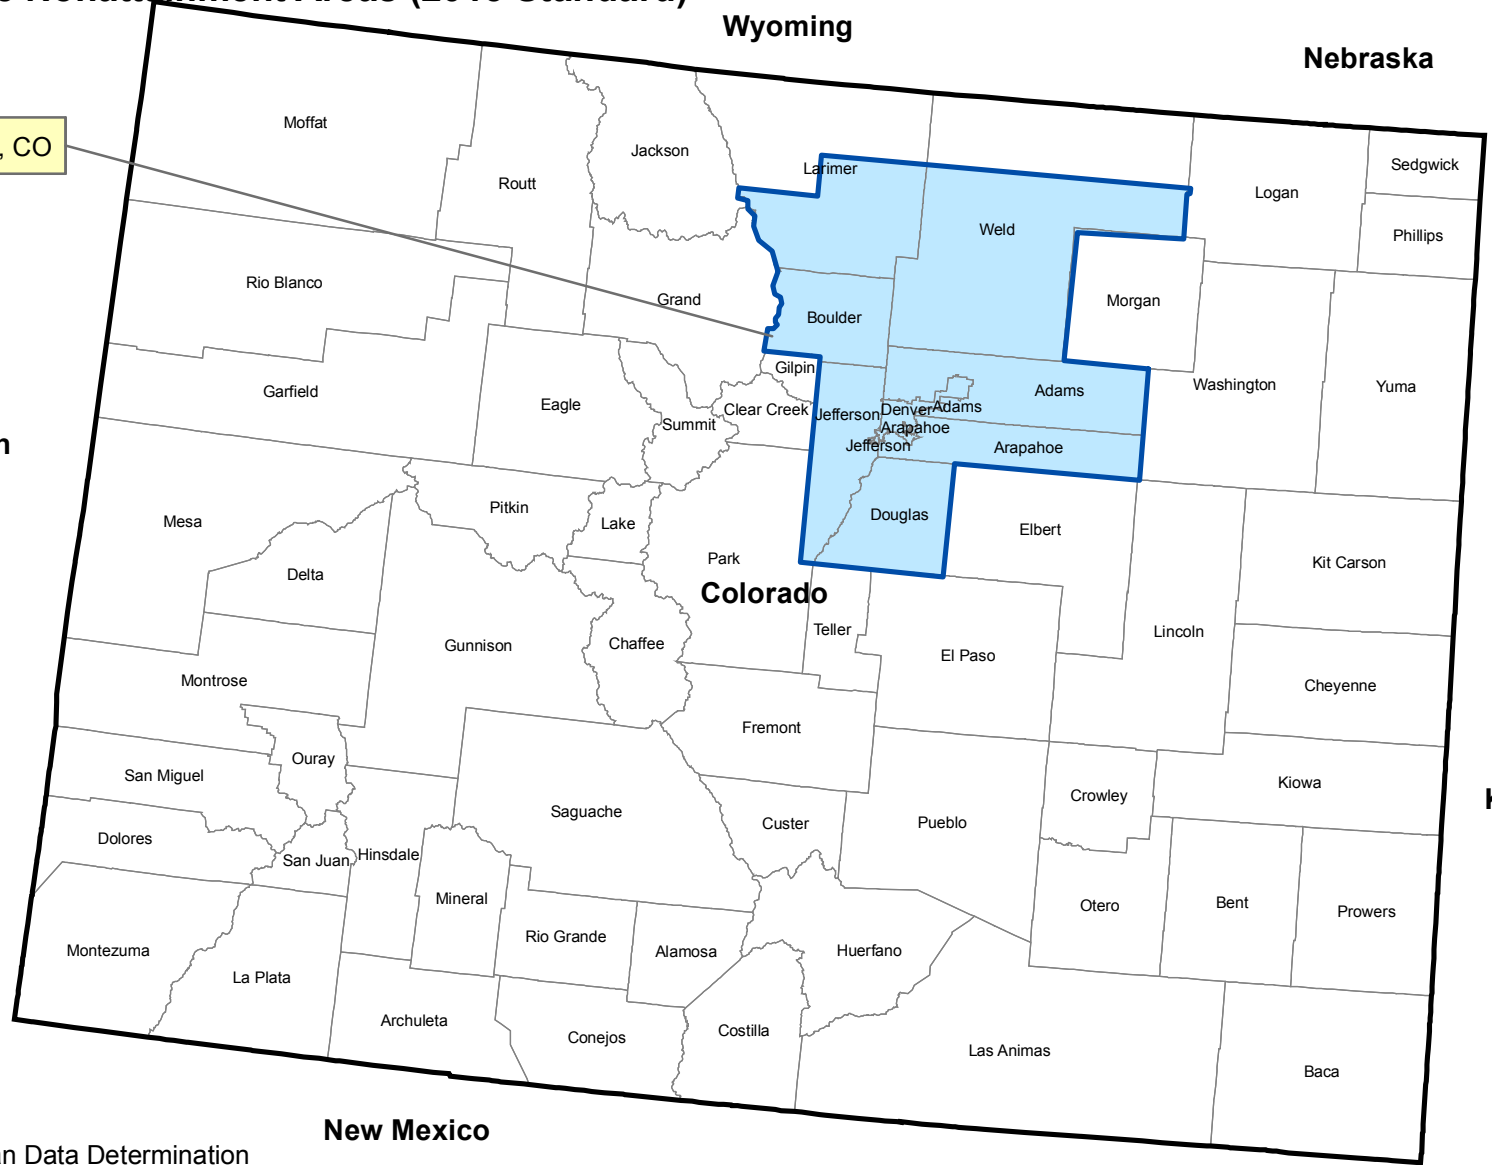 Areas (2015 Standard)
Wyoming
Nebraska
, CO
Moffat
Jackson
Larimer
Sedgwick
Routt
Logan
Weld
Phillips
Rio Blanco
Grand
Morgan
Boulder
Gilpin
Garfield
Eagle
Adams
Washington
Yuma
Clear Creek
Jefferson
Denver
Adams
Summit
Arapahoe
Jefferson
Arapahoe
Pitkin
Mesa
Lake
Douglas
Elbert
Park
Kit Carson
Delta
Colorado
Teller
Lincoln
Gunnison
Chaffee
El Paso
Montrose
Cheyenne
Fremont
Ouray
San Miguel
Kiowa
Crowley
Saguache
Custer
Pueblo
Dolores
San Juan
Hinsdale
Mineral
Otero
Bent
Prowers
Rio Grande
Montezuma
Alamosa
Huerfano
La Plata
Archuleta
Conejos
Costilla
Las Animas
Baca
New Mexico
Data Determination